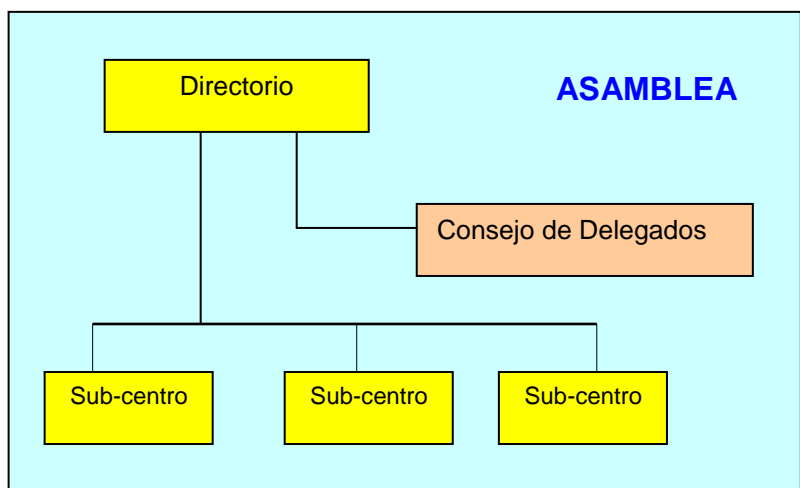 Directorio
ASAMBLEA
Consejo de Delegados
Sub-centro
Sub-centro
Sub-centro